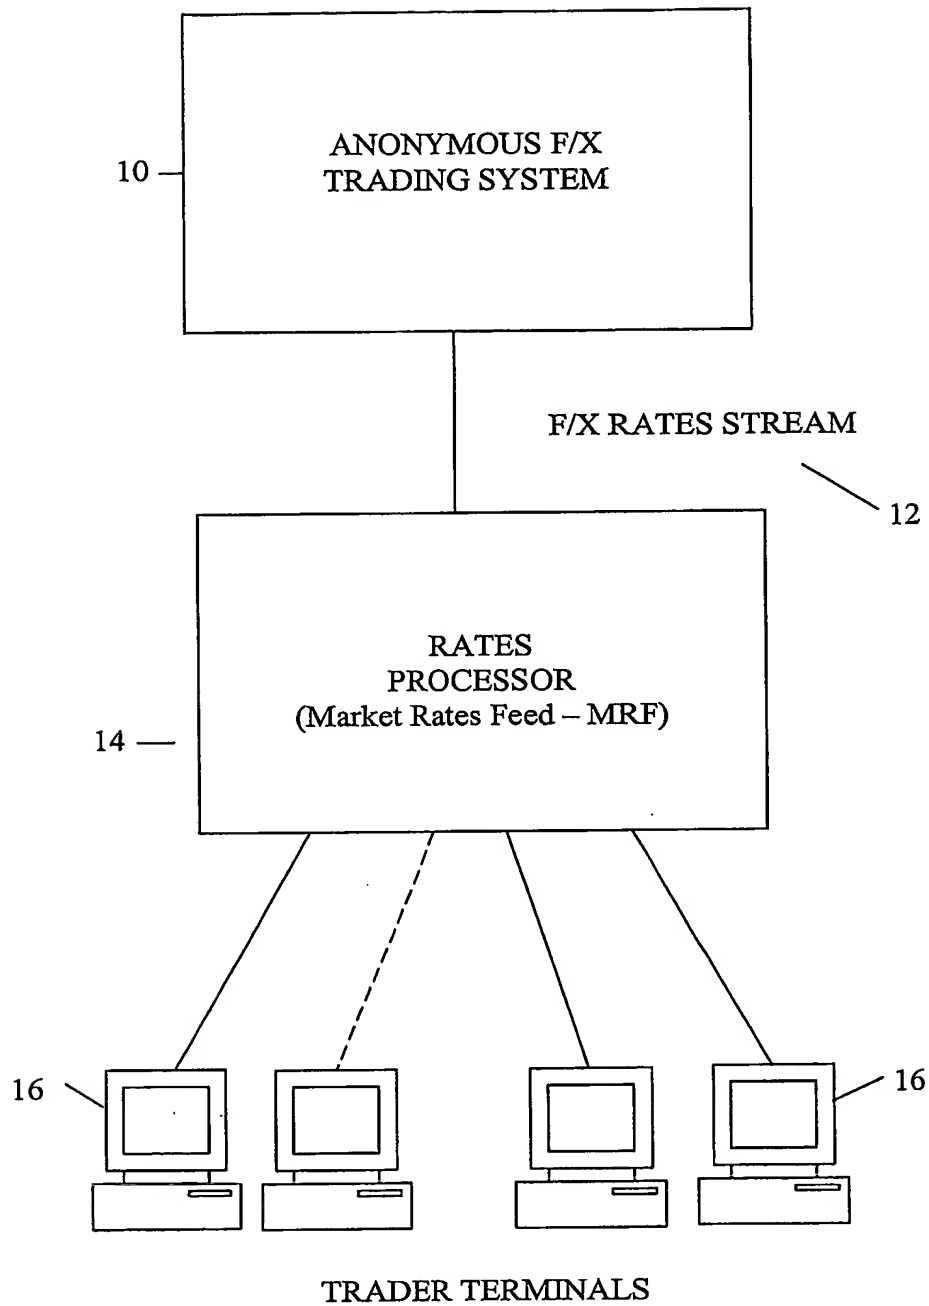 ANONYMOUS F/X
TRADING SYSTEM
10
F/X RATES STREAM
12
RATES
PROCESSOR
(Market Rates Feed – MRF)
14
16
16
TRADER TERMINALS